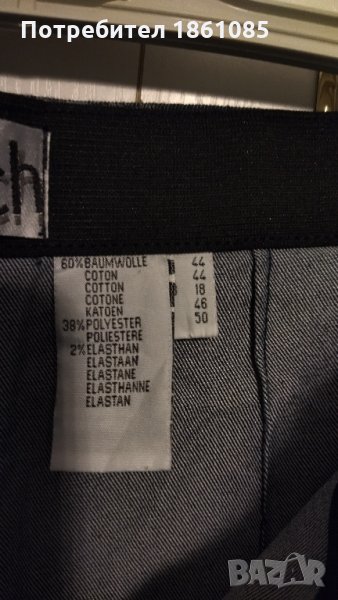 Потребител 1861085
ch
60% BAUMWOLLE
COTON
COTTON
COTONE
KATOEN
38% POLYESTER
POLIESTERE
2% ELASTHAN
ELASTAAN
ELASTANE
ELASTHANNE
ELASTAN
44
44
18
46
50
BAZAR